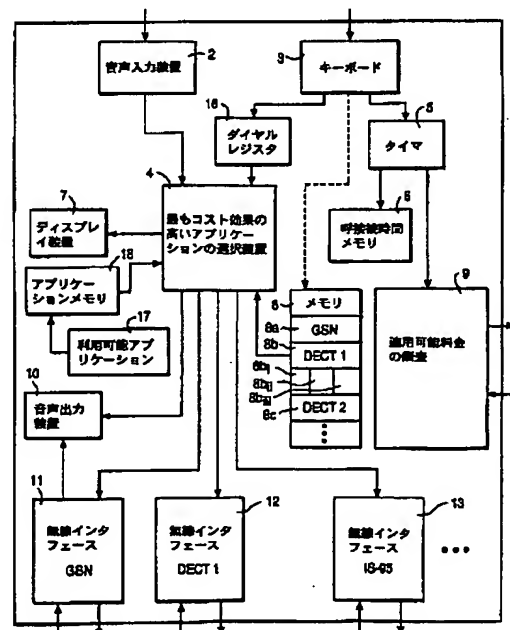 2
音声入力装置
3
キーボード
16
ダイヤル
レジスタ
5
タイマ
4
最もコスト効果の
高いアプリケーショ
ンの選択装置
7
ディスプレ
イ装置
6
呼接続時間
メモリ
18
アプリケー
ションメモリ
17
利用可能アプ
リケーション
9
適用可能料金
の調査
8
メモリ
8a
GSN
8b
DECT 1
8bI
8bII
8bIII
8c
DECT 2
10
音声出力
装置
11
無線インタ
フェース
GSN
12
無線インタ
フェース
DECT 1
13
無線インタ
フェース
IS-95